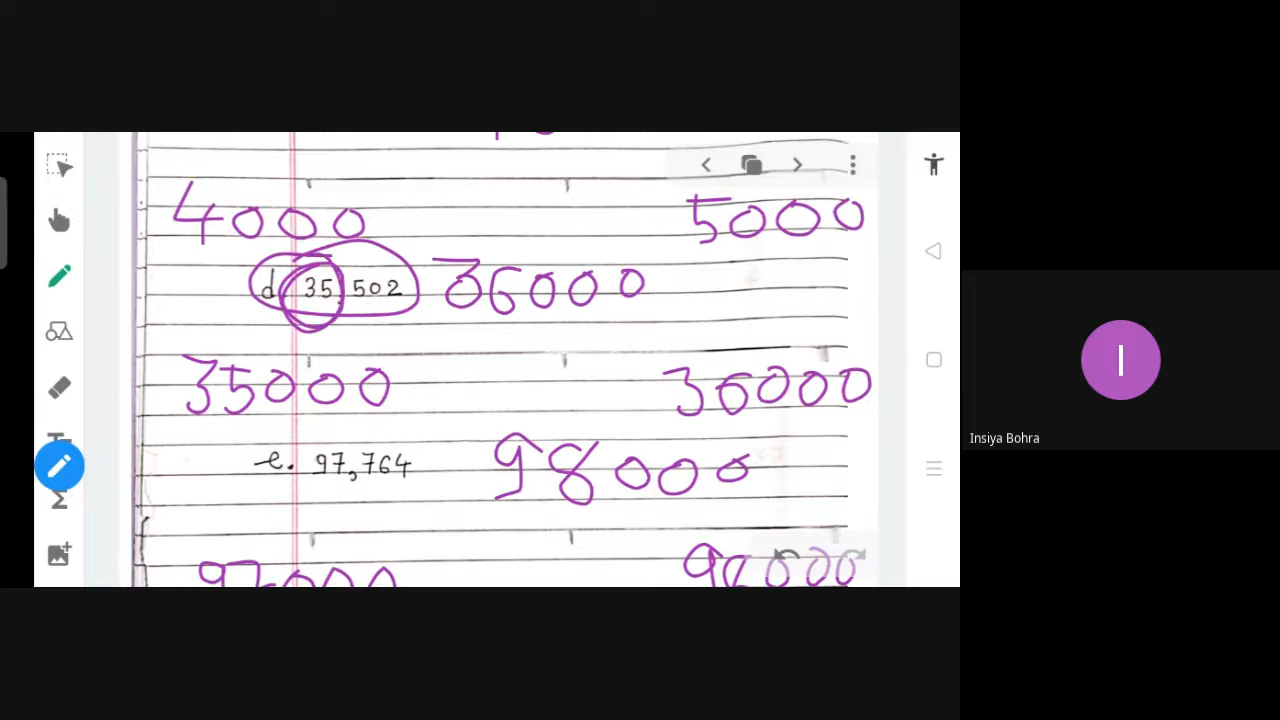 4000 5000
d 35,502 36000
35000 36000
e. 97,764 98000
97000 98000
Insiya Bohra
I